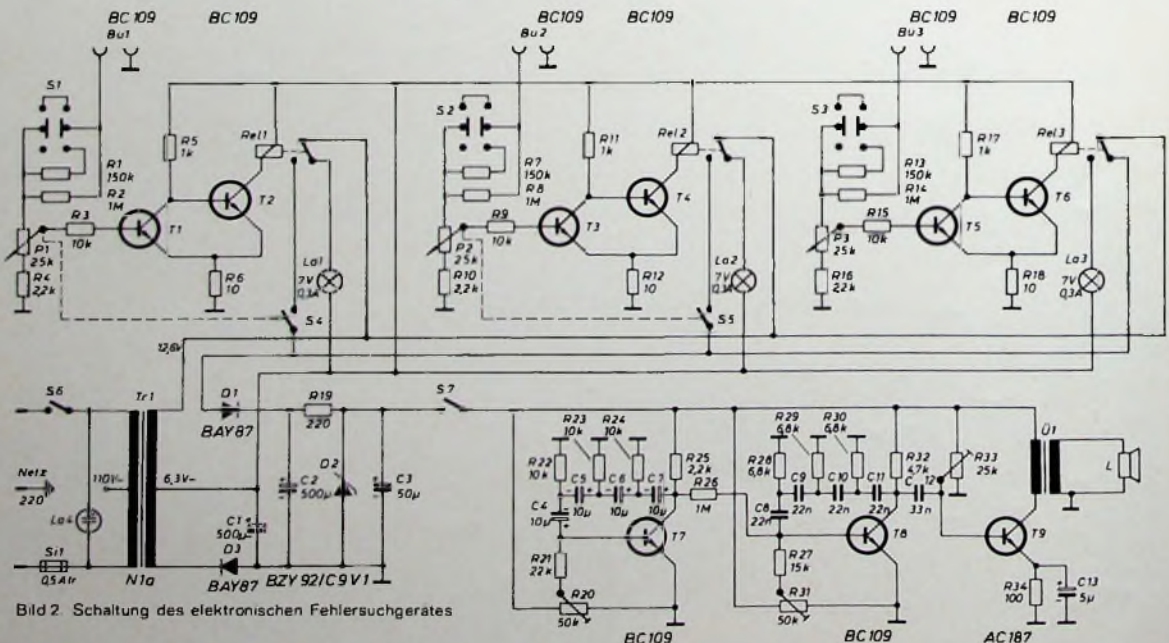 BC109 BC109 BC109 BC109 BC109 BC109
Bu1 Bu2 Bu3
S1 S2 S3
R5 1k Rel1 R11 1k Rel2 R17 1k Rel3
R1 150k R7 150k R13 150k
R2 1M R8 1M R14 1M
T2 T4 T6
R3 10k T1 R9 10k T3 R15 10k T5
P1 25k P2 25k P3 25k
R4 2,2k R6 10 La1 7V 0,3A R10 2,2k R12 10 La2 7V 0,3A R16 2,2k R18 10 La3 7V 0,3A
S4 S5
12,6V
S6 Tr1 D1 R19 220 S7
BAY87
R23 10k R24 10k R29 6,8k R30 6,8k Ü1
Netz 220 110V~ 6,3V~ C2 500µ D2 C3 50µ R22 10k C5 10µ C6 10µ C7 10µ R25 2,2k R26 1M R28 6,8k C9 22n C10 22n C11 22n R32 4,7k C12 33n R33 25k L
La4 C1 500µ C4 10µ T7 C8 22n T8 T9
D3 R21 22k R27 15k
Si1 0,5Atr N1a BAY87 BZY92/C9V1 R20 50k R31 50k R34 100 C13 5µ
Bild 2. Schaltung des elektronischen Fehlersuchgerätes
BC109 BC109 AC187